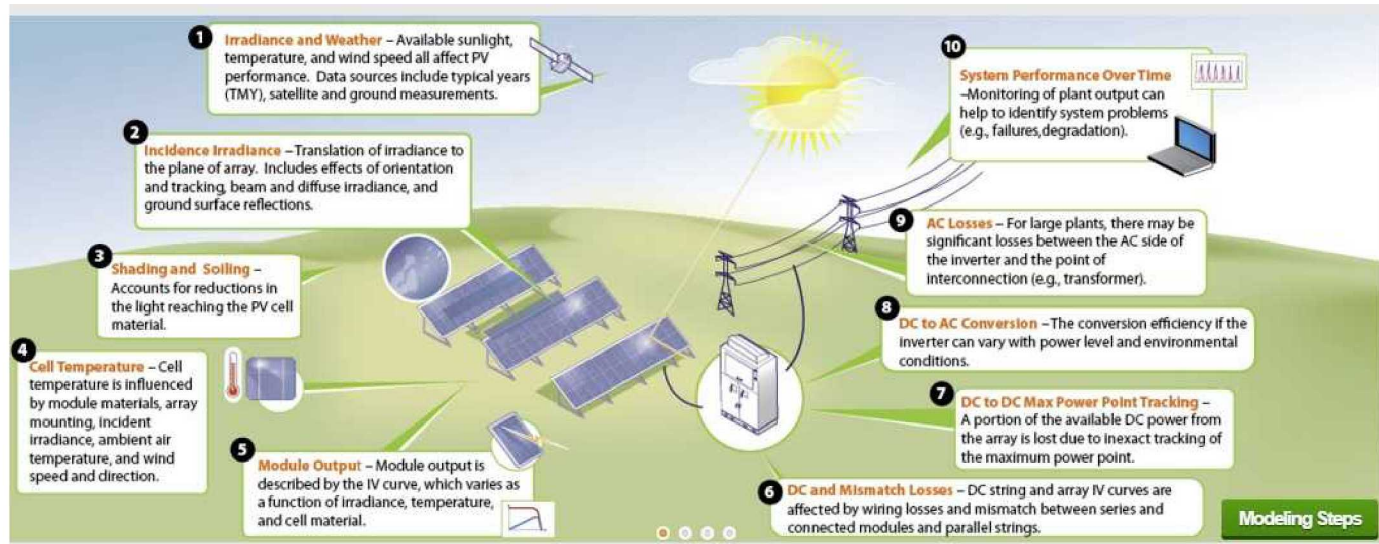 1
Irradiance and Weather – Available sunlight,
temperature, and wind speed all affect PV
performance. Data sources include typical years
(TMY), satellite and ground measurements.
2
Incidence Irradiance – Translation of irradiance to
the plane of array. Includes effects of orientation
and tracking, beam and diffuse irradiance, and
ground surface reflections.
3
Shading and Soiling –
Accounts for reductions in
the light reaching the PV cell
material.
4
Cell Temperature – Cell
temperature is influenced
by module materials, array
mounting, incident
irradiance, ambient air
temperature, and wind
speed and direction.
5
Module Output – Module output is
described by the IV curve, which varies as
a function of irradiance, temperature,
and cell material.
6
DC and Mismatch Losses – DC string and array IV curves are
affected by wiring losses and mismatch between series and
connected modules and parallel strings.
7
DC to DC Max Power Point Tracking –
A portion of the available DC power from
the array is lost due to inexact tracking of
the maximum power point.
8
DC to AC Conversion – The conversion efficiency if the
inverter can vary with power level and environmental
conditions.
9
AC Losses – For large plants, there may be
significant losses between the AC side of
the inverter and the point of
interconnection (e.g., transformer).
10
System Performance Over Time
–Monitoring of plant output can
help to identify system problems
(e.g., failures,degradation).
Modeling Steps